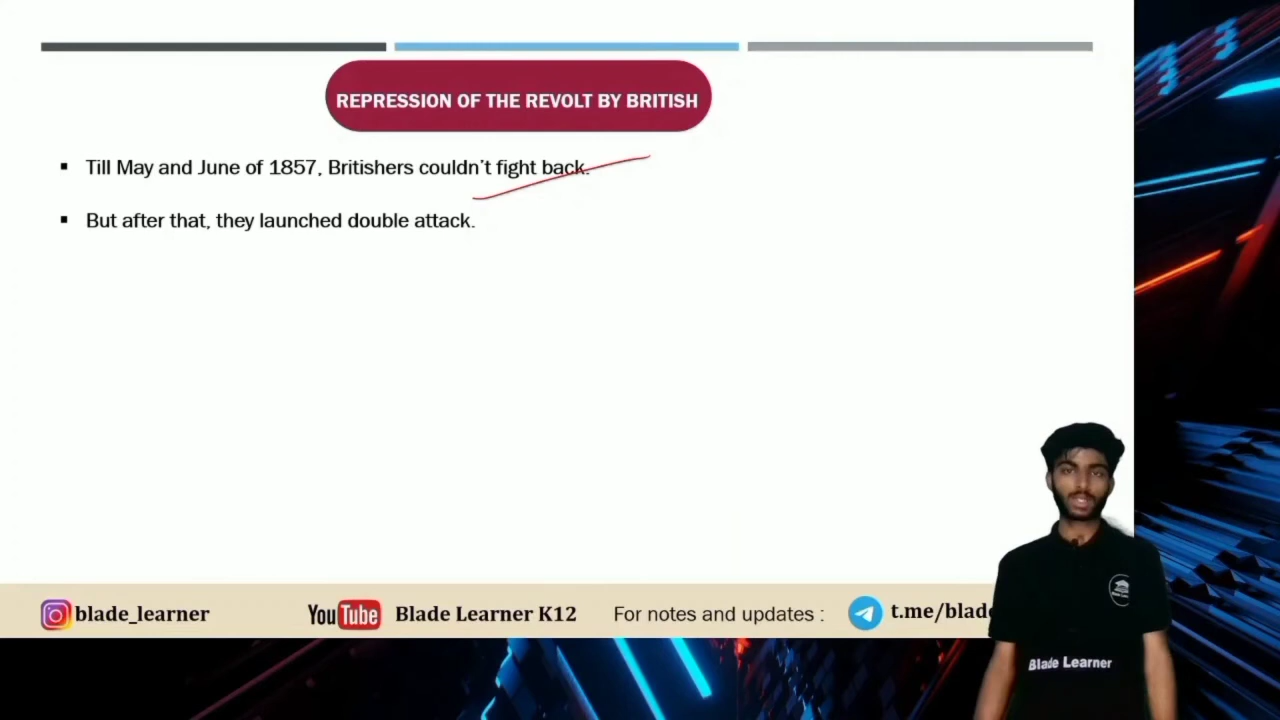 REPRESSION OF THE REVOLT BY BRITISH
▪ Till May and June of 1857, Britishers couldn't fight back.
▪ But after that, they launched double attack.
blade_learner
YouTube Blade Learner K12
For notes and updates :
t.me/blade
Blade Learner